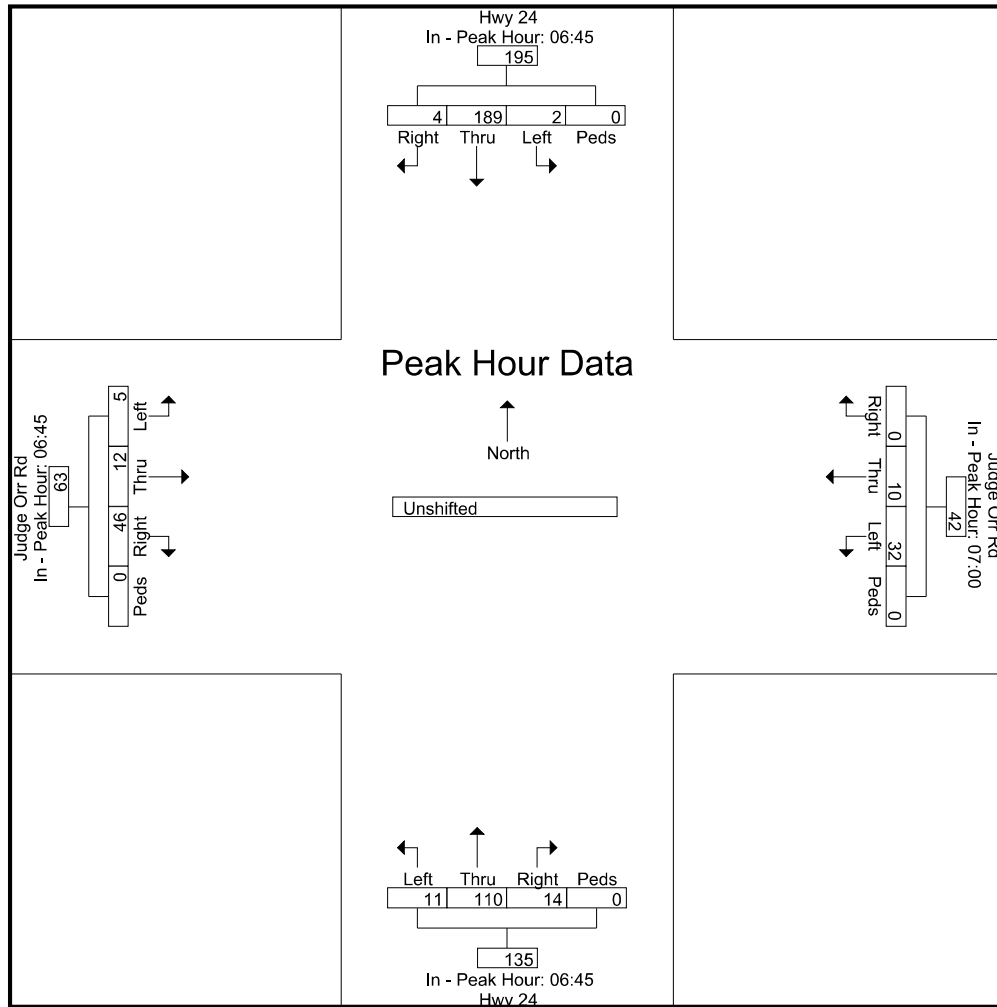 Hwy 24
In - Peak Hour: 06:45
195
4 189 2 0
Right Thru Left Peds
Peak Hour Data
North
Unshifted
Judge Orr Rd
In - Peak Hour: 06:45
63
5 12 46 0
Left Thru Right Peds
Judge Orr Rd
In - Peak Hour: 07:00
42
0 10 32 0
Right Thru Left Peds
Left Thru Right Peds
11 110 14 0
135
In - Peak Hour: 06:45
Hwy 24